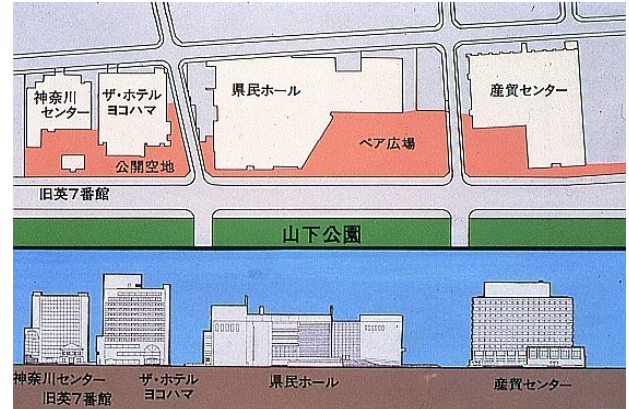 神奈川
センター
ザ・ホテル
ヨコハマ
県民ホール
産貿センター
ペア広場
公開空地
旧英7番館
山下公園
神奈川センター
旧英7番館
ザ・ホテル
ヨコハマ
県民ホール
産貿センター